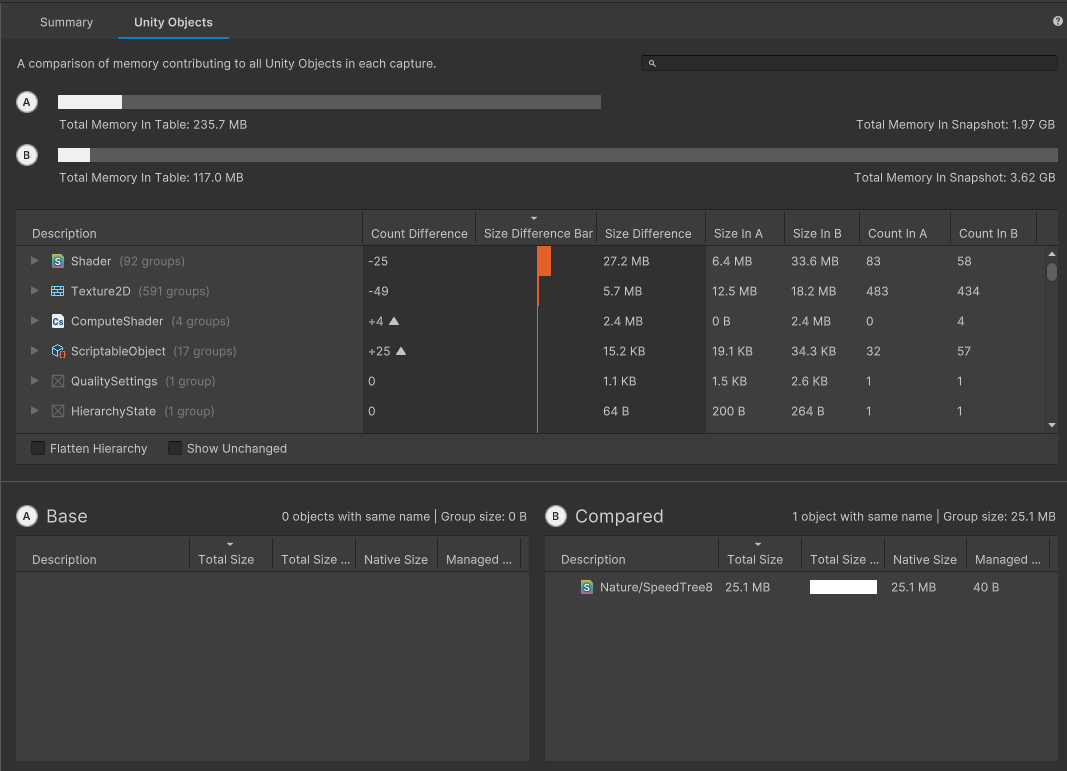 Summary Unity Objects ?
A comparison of memory contributing to all Unity Objects in each capture.
A
Total Memory In Table: 235.7 MB Total Memory In Snapshot: 1.97 GB
B
Total Memory In Table: 117.0 MB Total Memory In Snapshot: 3.62 GB
Description Count Difference Size Difference Bar Size Difference Size In A Size In B Count In A Count In B
S Shader (92 groups) -25 27.2 MB 6.4 MB 33.6 MB 83 58
Texture2D (591 groups) -49 5.7 MB 12.5 MB 18.2 MB 483 434
Cs ComputeShader (4 groups) +4 2.4 MB 0 B 2.4 MB 0 4
{} ScriptableObject (17 groups) +25 15.2 KB 19.1 KB 34.3 KB 32 57
QualitySettings (1 group) 0 1.1 KB 1.5 KB 2.6 KB 1 1
HierarchyState (1 group) 0 64 B 200 B 264 B 1 1
Flatten Hierarchy Show Unchanged
A Base 0 objects with same name | Group size: 0 B
Description Total Size Total Size ... Native Size Managed ...
B Compared 1 object with same name | Group size: 25.1 MB
Description Total Size Total Size ... Native Size Managed ...
S Nature/SpeedTree8 25.1 MB 25.1 MB 40 B